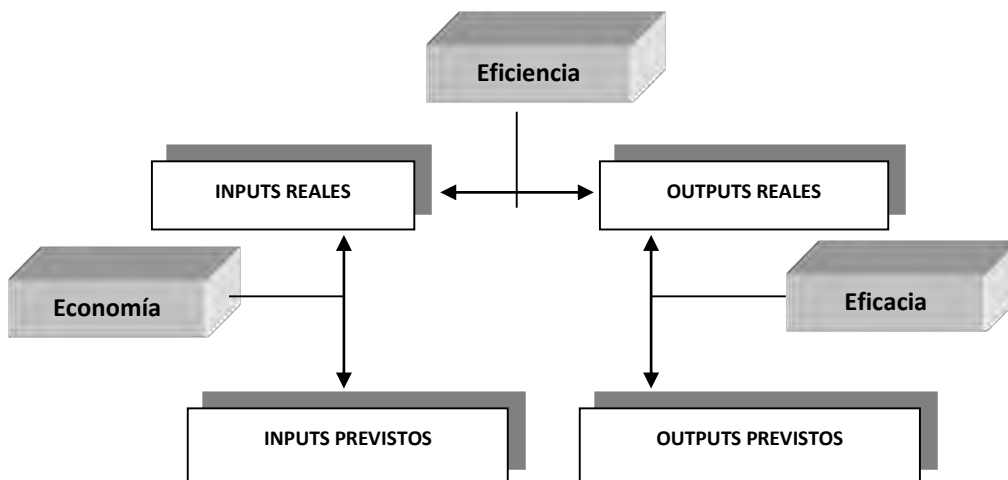 Eficiencia
INPUTS REALES
OUTPUTS REALES
Economía
Eficacia
INPUTS PREVISTOS
OUTPUTS PREVISTOS